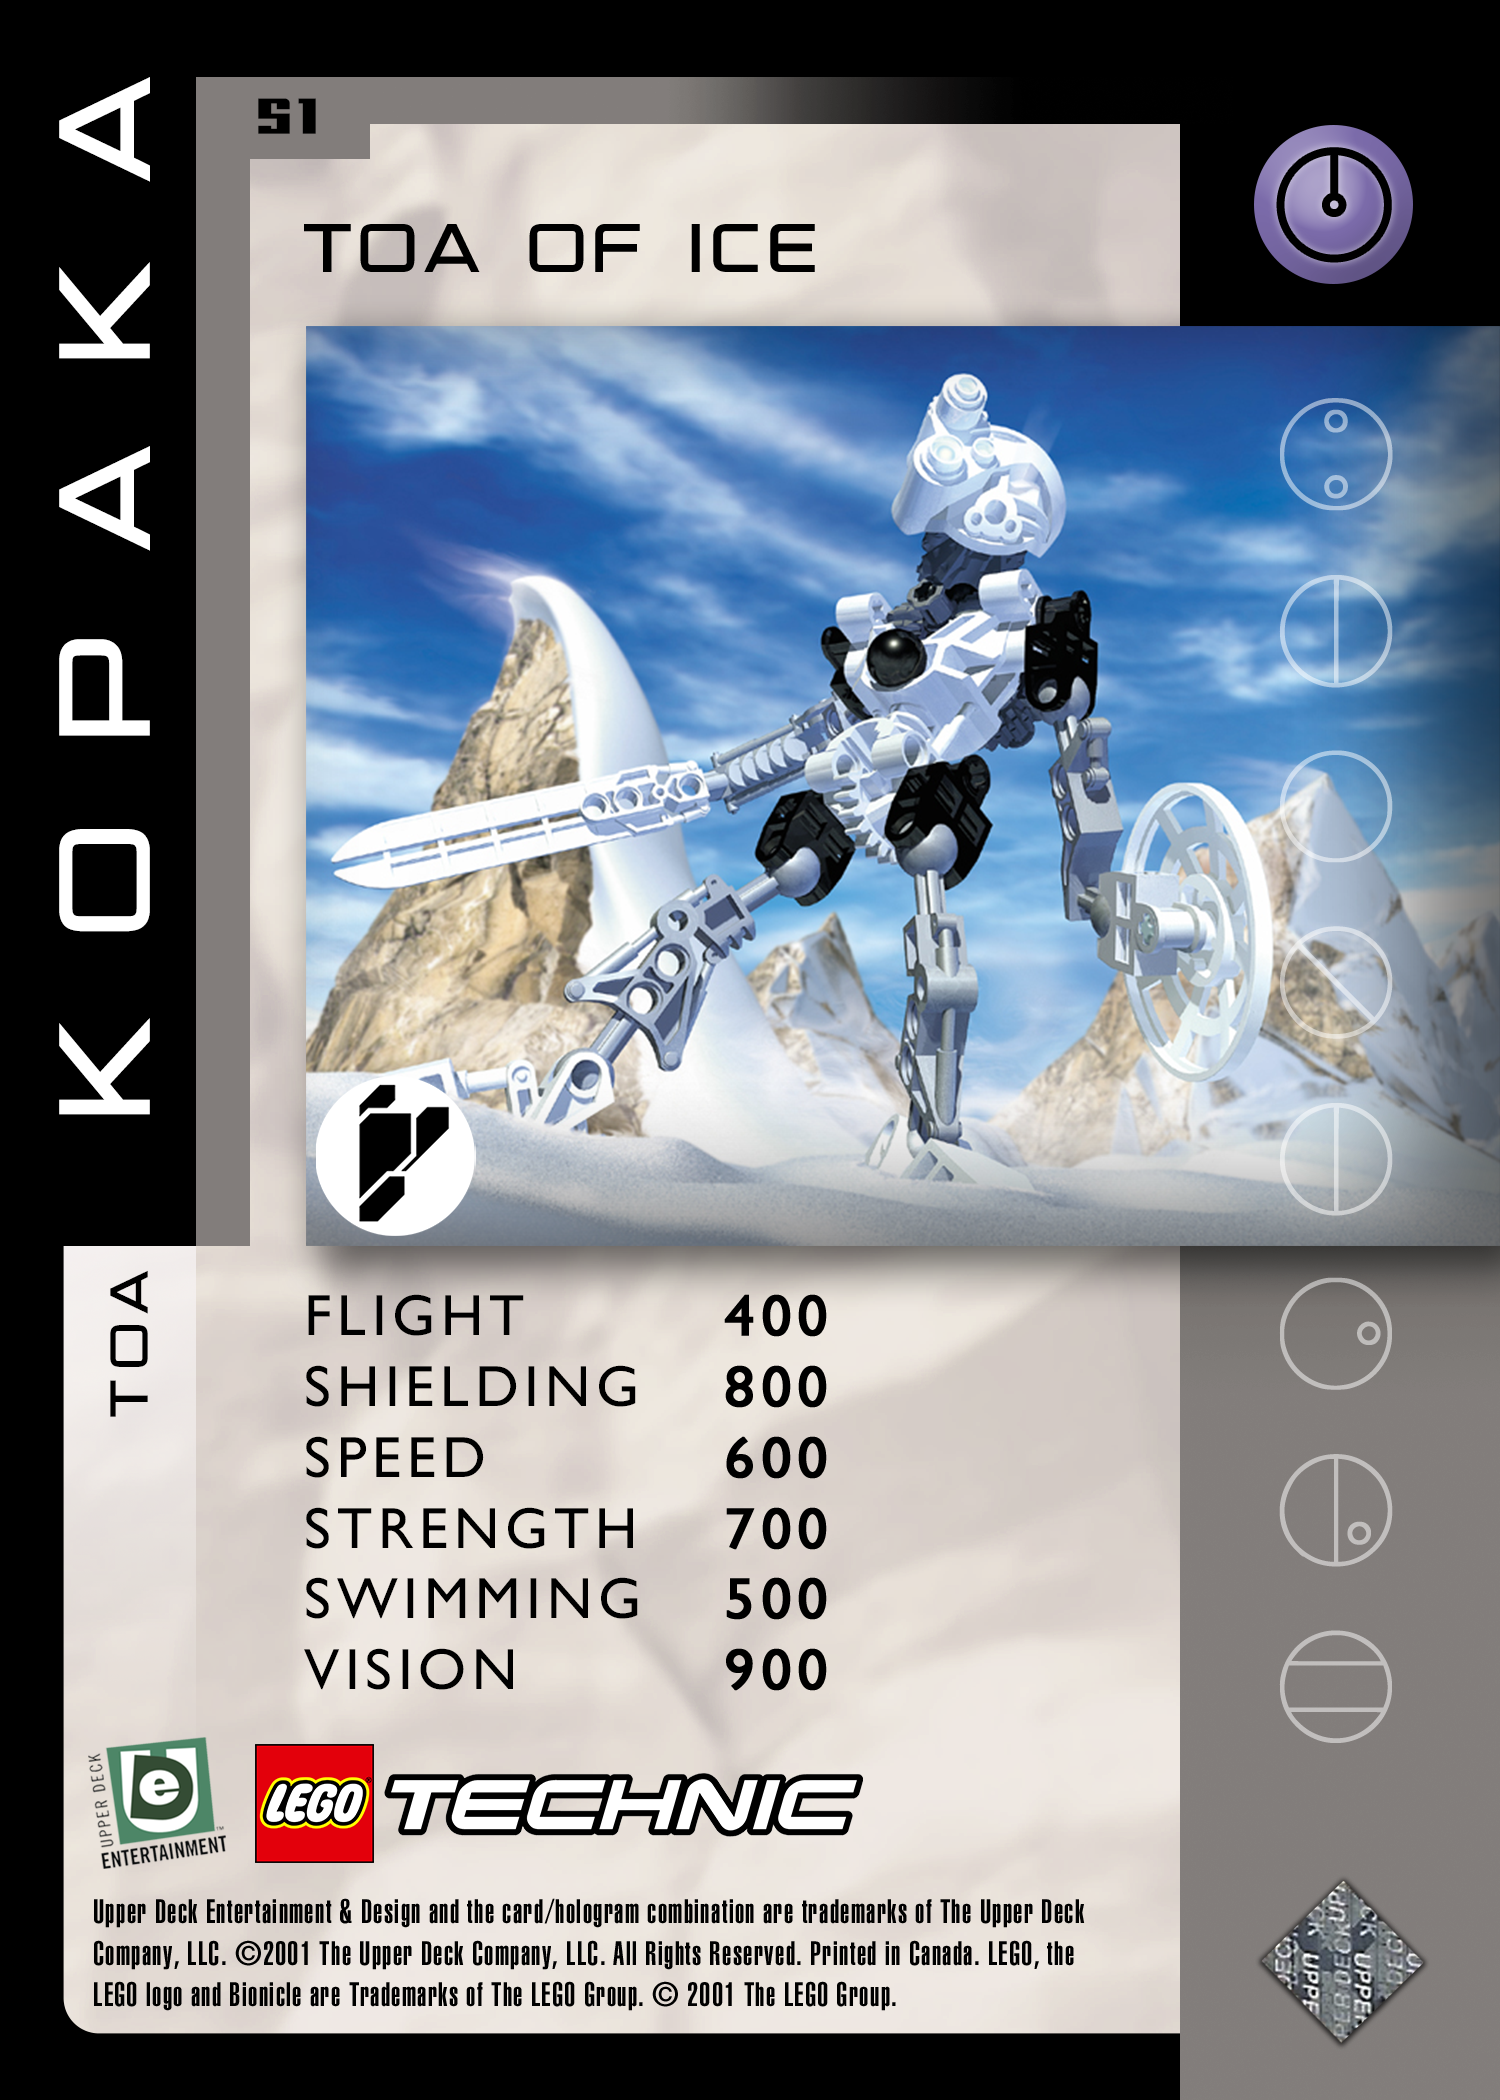 KOPAKA
S1
TOA OF ICE
TOA
FLIGHT 400
SHIELDING 800
SPEED 600
STRENGTH 700
SWIMMING 500
VISION 900
UPPER DECK
e
ENTERTAINMENT™
LEGO® TECHNIC
Upper Deck Entertainment & Design and the card/hologram combination are trademarks of The Upper Deck
Company, LLC. ©2001 The Upper Deck Company, LLC. All Rights Reserved. Printed in Canada. LEGO, the
LEGO logo and Bionicle are Trademarks of The LEGO Group. © 2001 The LEGO Group.